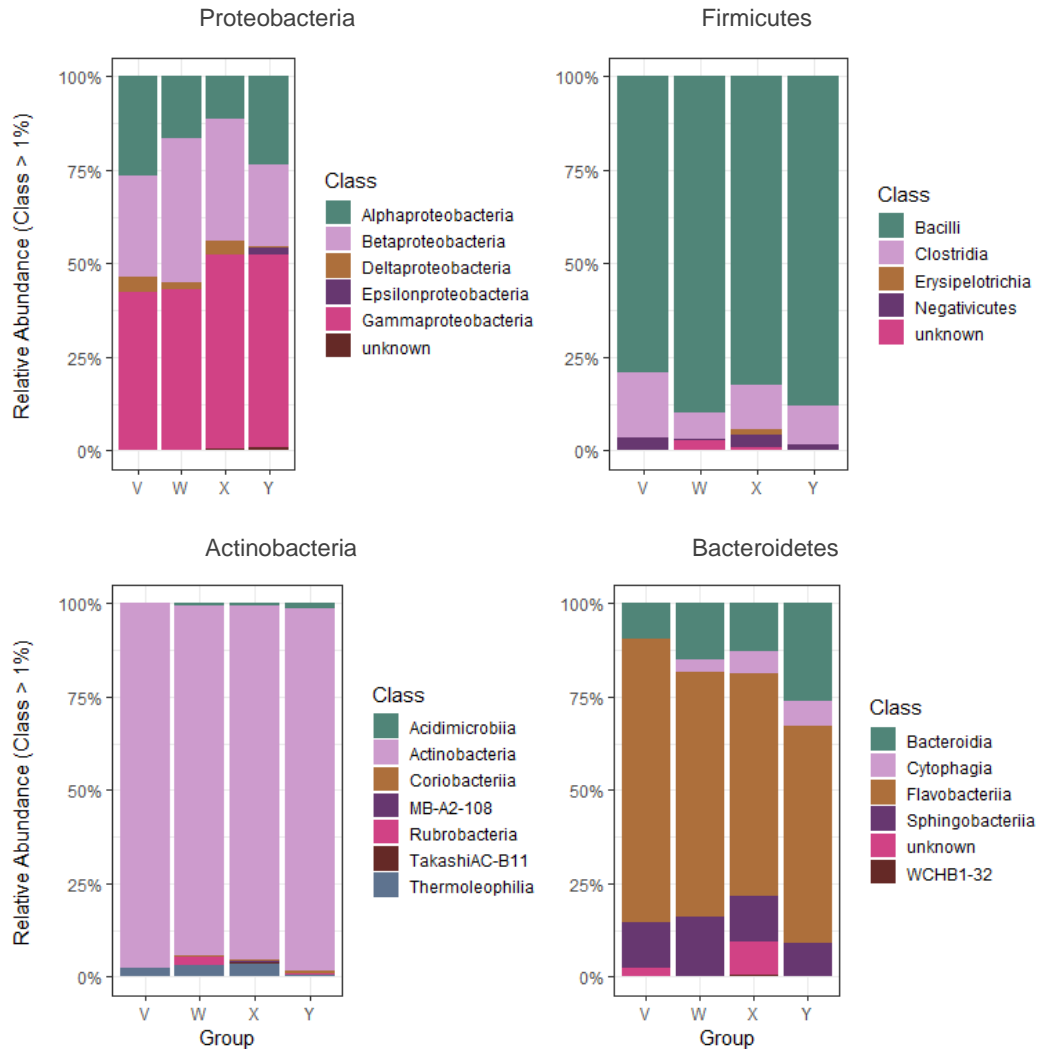 Proteobacteria
Relative Abundance (Class > 1%)
100%
75%
50%
25%
0%
V W X Y
Class
Alphaproteobacteria
Betaproteobacteria
Deltaproteobacteria
Epsilonproteobacteria
Gammaproteobacteria
unknown
Firmicutes
100%
75%
50%
25%
0%
V W X Y
Class
Bacilli
Clostridia
Erysipelotrichia
Negativicutes
unknown
Actinobacteria
Relative Abundance (Class > 1%)
100%
75%
50%
25%
0%
V W X Y
Group
Class
Acidimicrobiia
Actinobacteria
Coriobacteriia
MB-A2-108
Rubrobacteria
TakashiAC-B11
Thermoleophilia
Bacteroidetes
100%
75%
50%
25%
0%
V W X Y
Group
Class
Bacteroidia
Cytophagia
Flavobacteriia
Sphingobacteriia
unknown
WCHB1-32